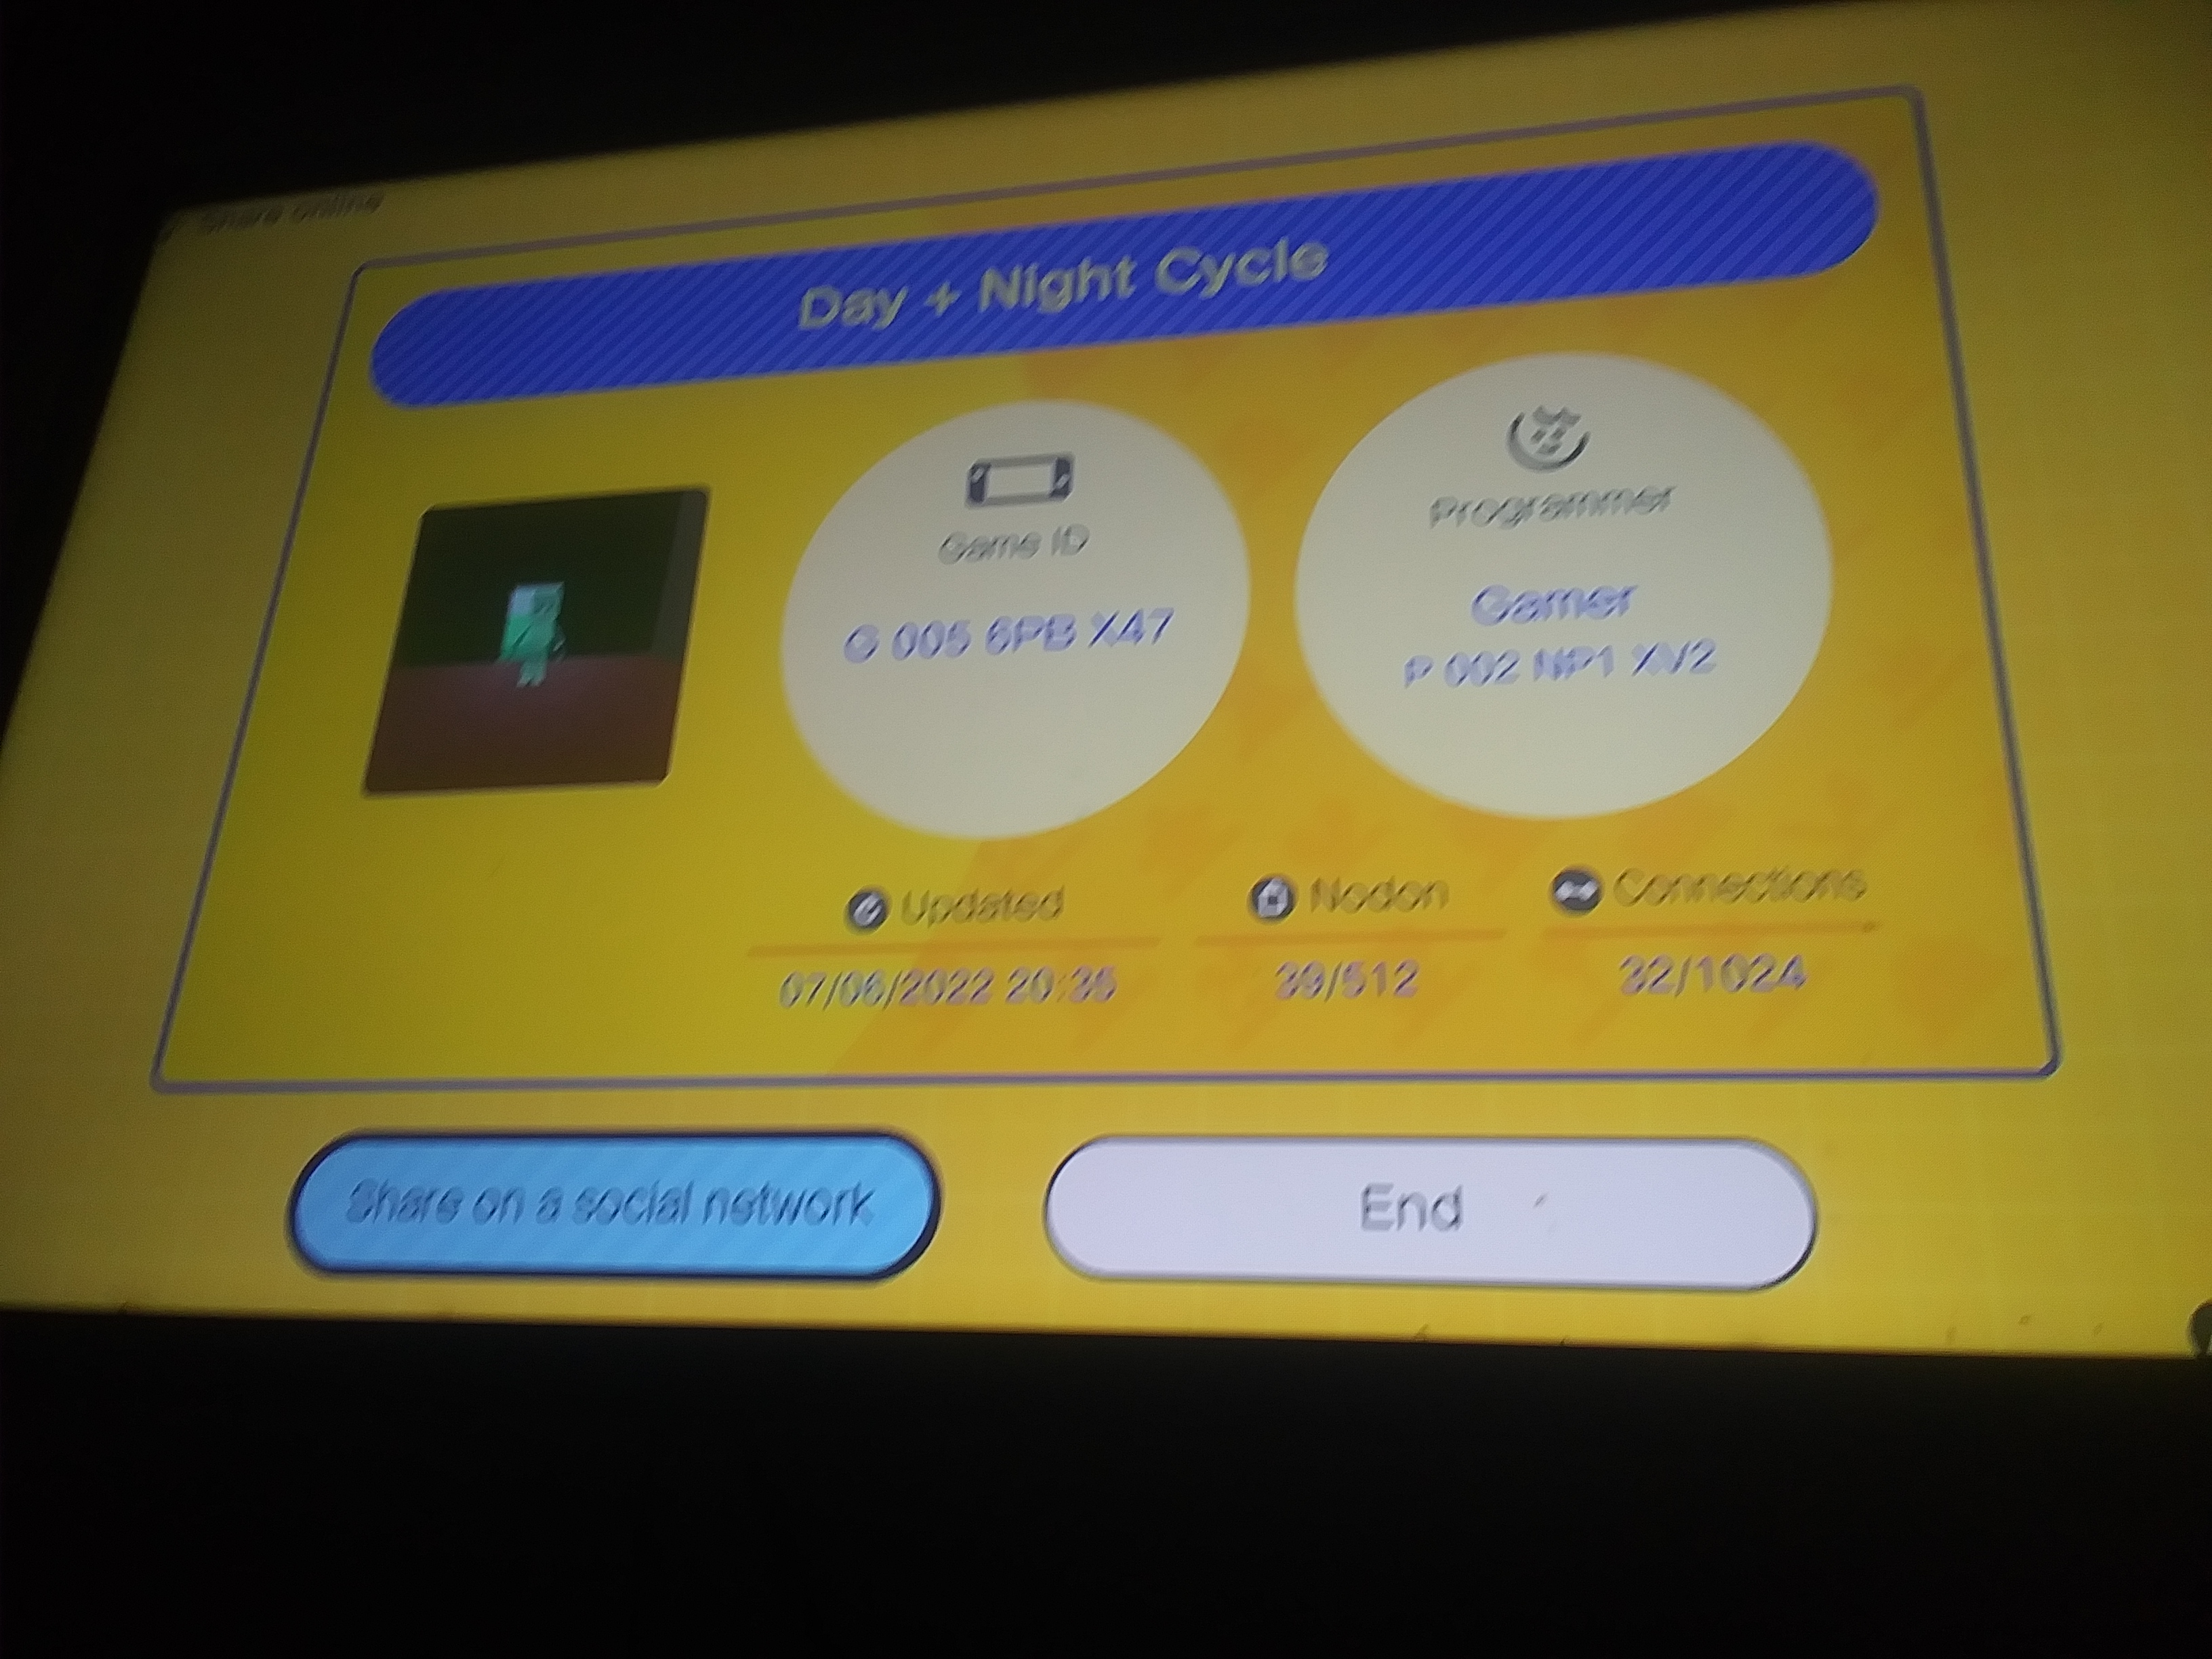 Share online
Day + Night Cycle
Game ID
G 005 6PB X47
Programmer
Gamer
P 002 NP1 XV2
Updated
07/06/2022 20:35
Nodon
39/512
Connections
32/1024
Share on a social network
End